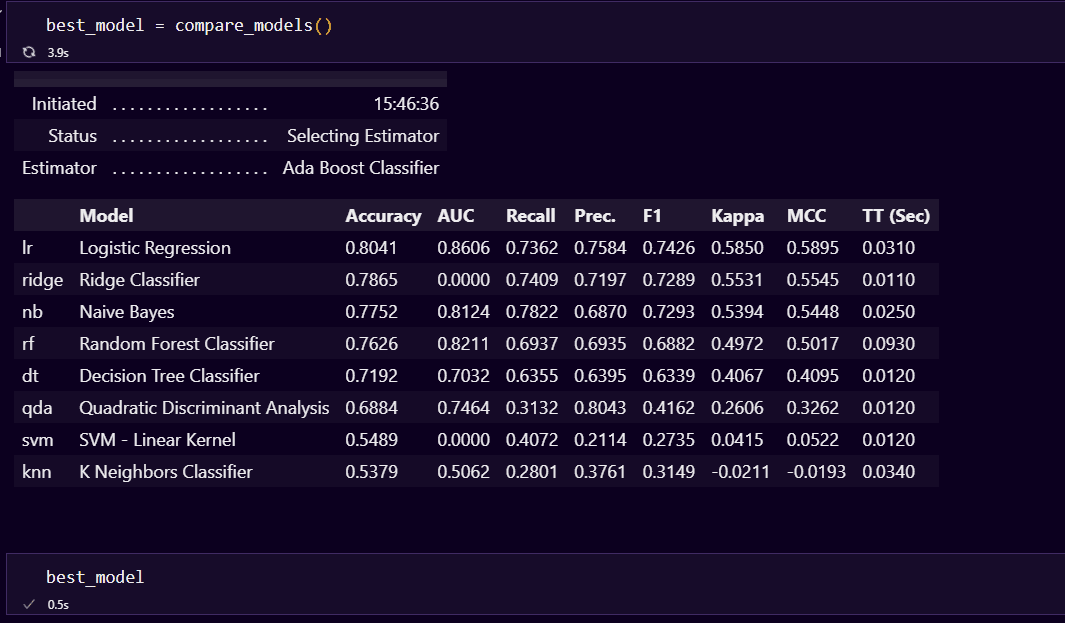 best_model = compare_models()
3.9s
Initiated .................. 15:46:36
Status .................. Selecting Estimator
Estimator .................. Ada Boost Classifier
Model Accuracy AUC Recall Prec. F1 Kappa MCC TT (Sec)
lr Logistic Regression 0.8041 0.8606 0.7362 0.7584 0.7426 0.5850 0.5895 0.0310
ridge Ridge Classifier 0.7865 0.0000 0.7409 0.7197 0.7289 0.5531 0.5545 0.0110
nb Naive Bayes 0.7752 0.8124 0.7822 0.6870 0.7293 0.5394 0.5448 0.0250
rf Random Forest Classifier 0.7626 0.8211 0.6937 0.6935 0.6882 0.4972 0.5017 0.0930
dt Decision Tree Classifier 0.7192 0.7032 0.6355 0.6395 0.6339 0.4067 0.4095 0.0120
qda Quadratic Discriminant Analysis 0.6884 0.7464 0.3132 0.8043 0.4162 0.2606 0.3262 0.0120
svm SVM - Linear Kernel 0.5489 0.0000 0.4072 0.2114 0.2735 0.0415 0.0522 0.0120
knn K Neighbors Classifier 0.5379 0.5062 0.2801 0.3761 0.3149 -0.0211 -0.0193 0.0340
best_model
0.5s